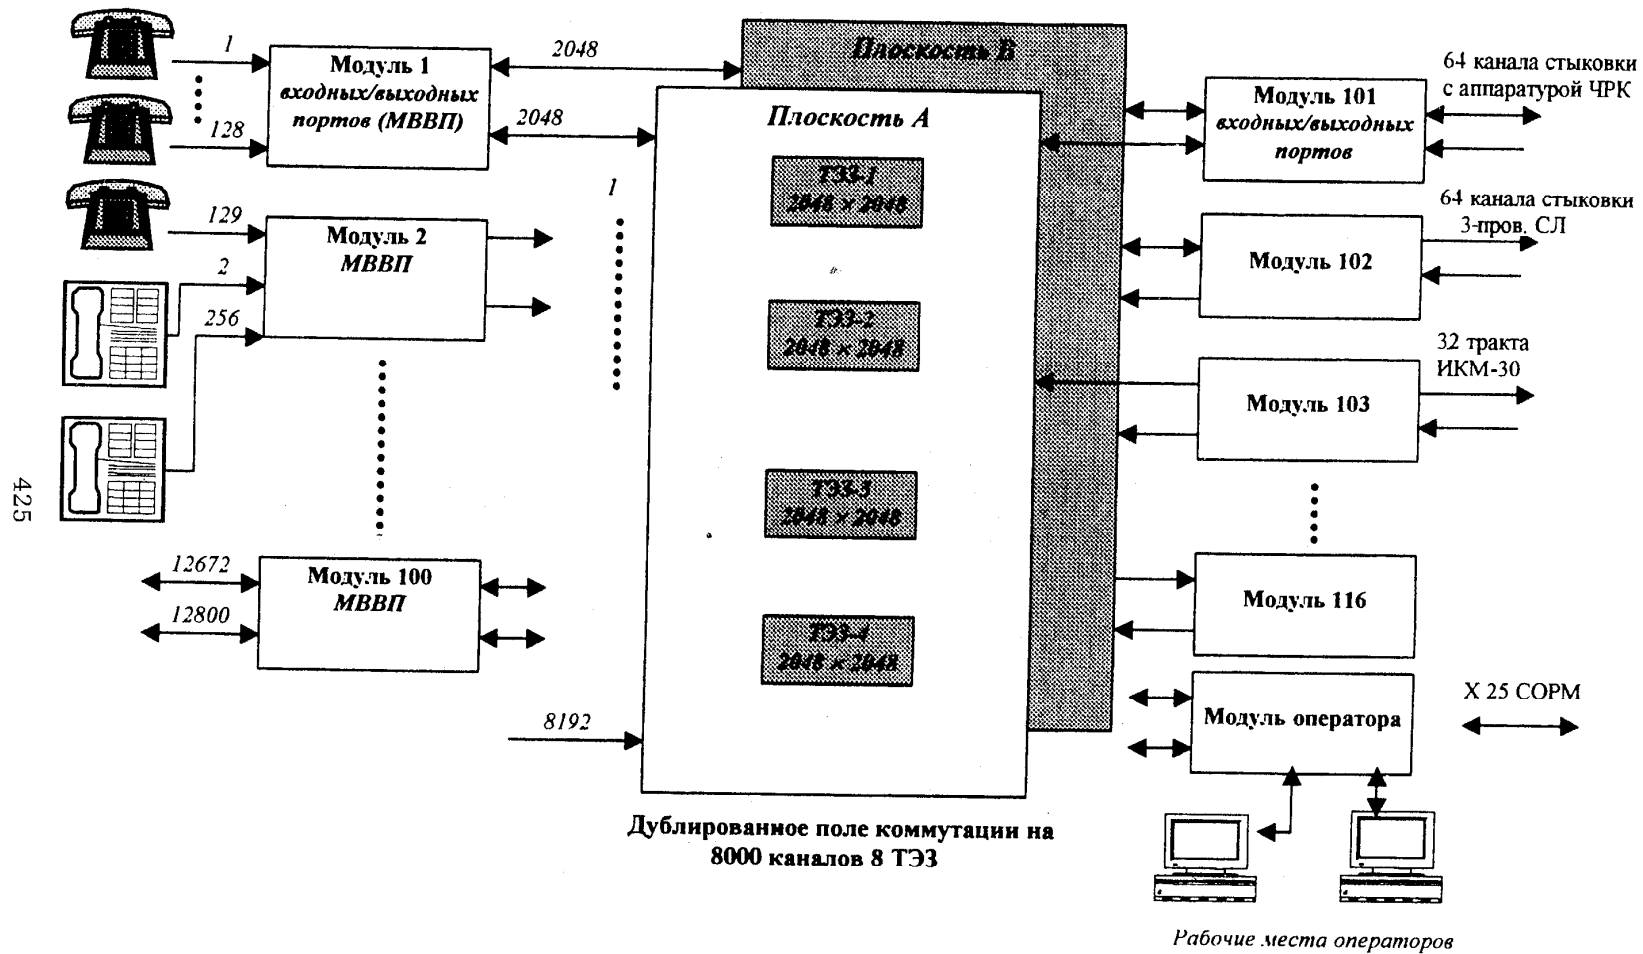 1
128
129
2
256
12672
12800
Модуль 1
входных/выходных
портов (МВВП)
Модуль 2
МВВП
Модуль 100
МВВП
2048
2048
1
8192
Плоскость В
Плоскость А
ТЭЗ-1
2048 × 2048
ТЭЗ-2
2048 × 2048
ТЭЗ-3
2048 × 2048
ТЭЗ-4
2048 × 2048
Дублированное поле коммутации на
8000 каналов 8 ТЭЗ
Модуль 101
входных/выходных
портов
64 канала стыковки
с аппаратурой ЧРК
Модуль 102
64 канала стыковки
3-пров. СЛ
Модуль 103
32 тракта
ИКМ-30
Модуль 116
Модуль оператора
X 25 СОРМ
Рабочие места операторов
425